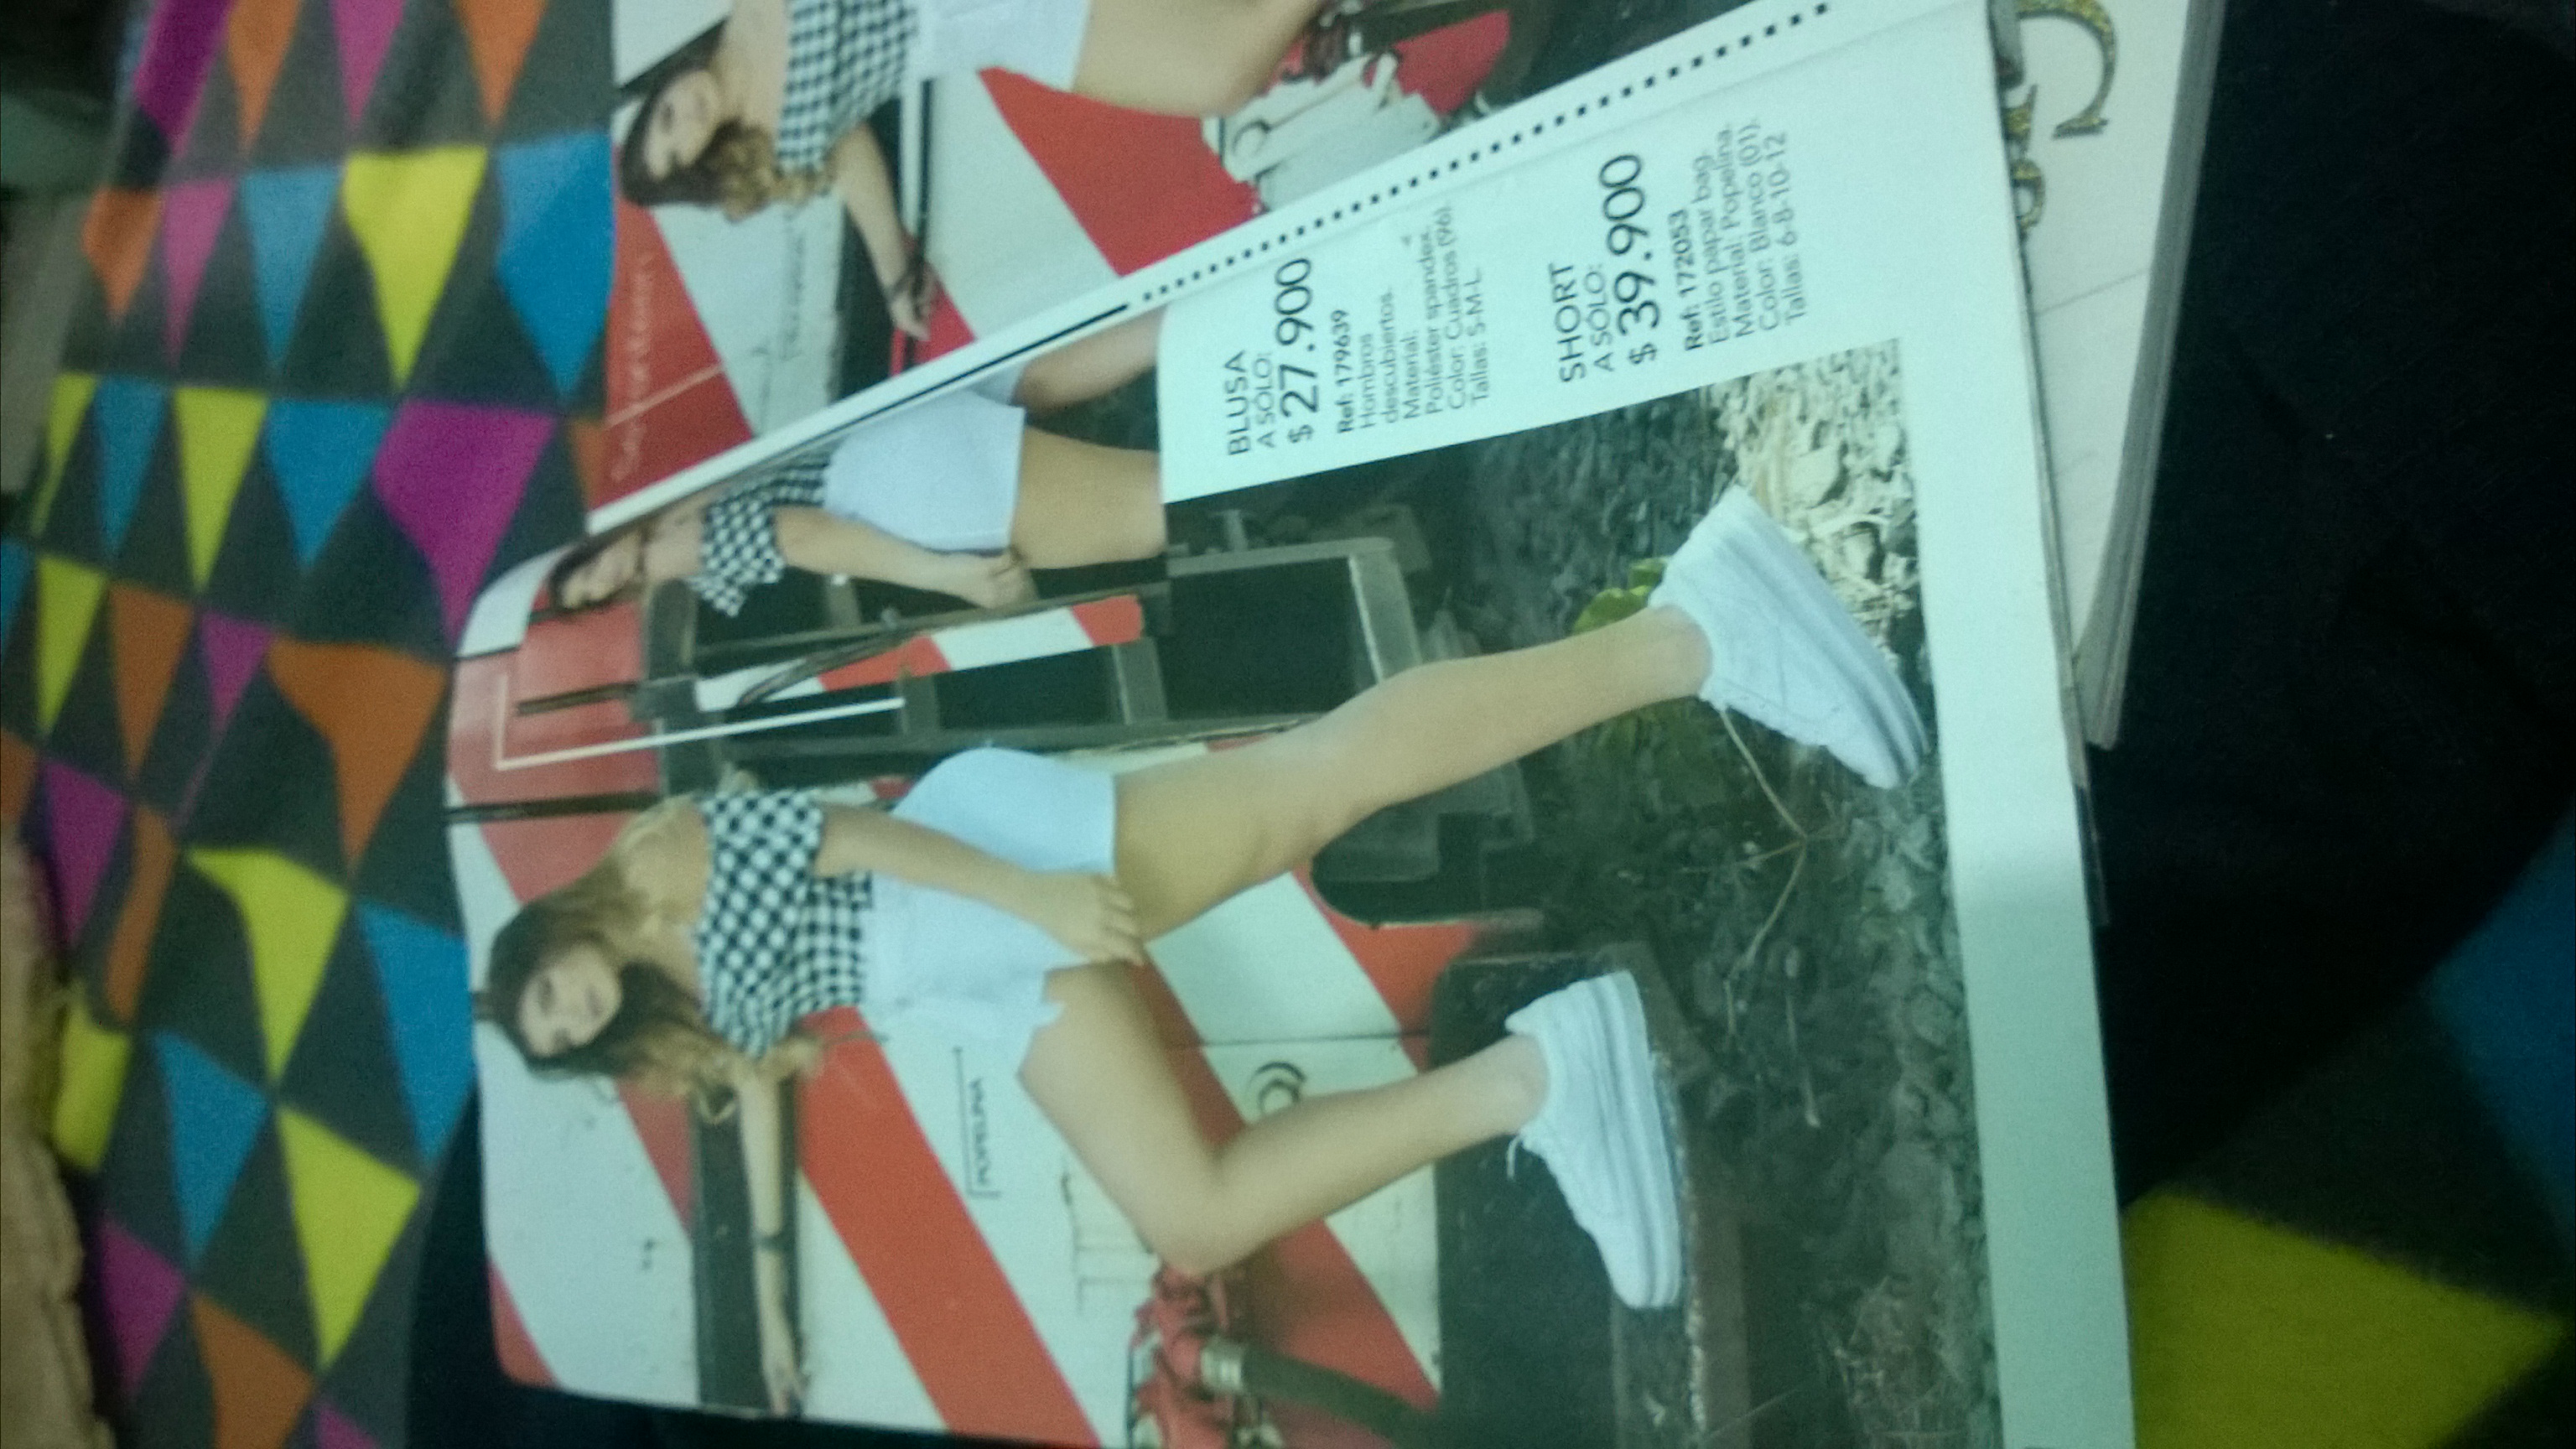 POPELINA
BLUSA
A SÓLO:
$27.900
Ref: 179639
Hombros
descubiertos.
Material:
Poliéster spandex.
Color: Cuadros (96).
Tallas: S-M-L
SHORT
A SÓLO:
$39.900
Ref: 172053
Estilo papar bag.
Material: Popelina.
Color: Blanco (01).
Tallas: 6-8-10-12